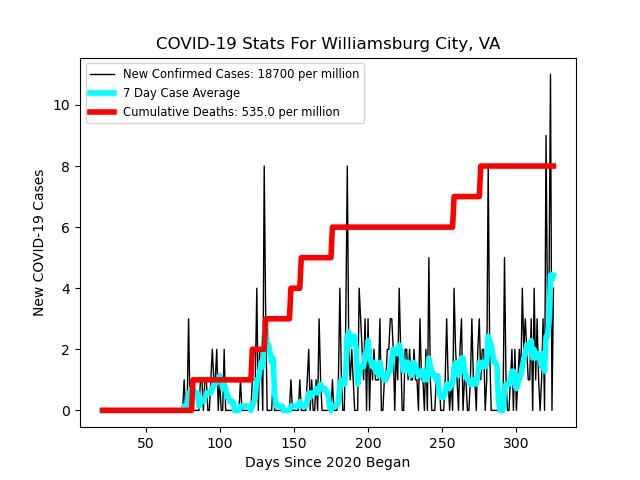 COVID-19 Stats For Williamsburg City, VA
New Confirmed Cases: 18700 per million
7 Day Case Average
Cumulative Deaths: 535.0 per million
New COVID-19 Cases
10
8
6
4
2
0
50 100 150 200 250 300
Days Since 2020 Began